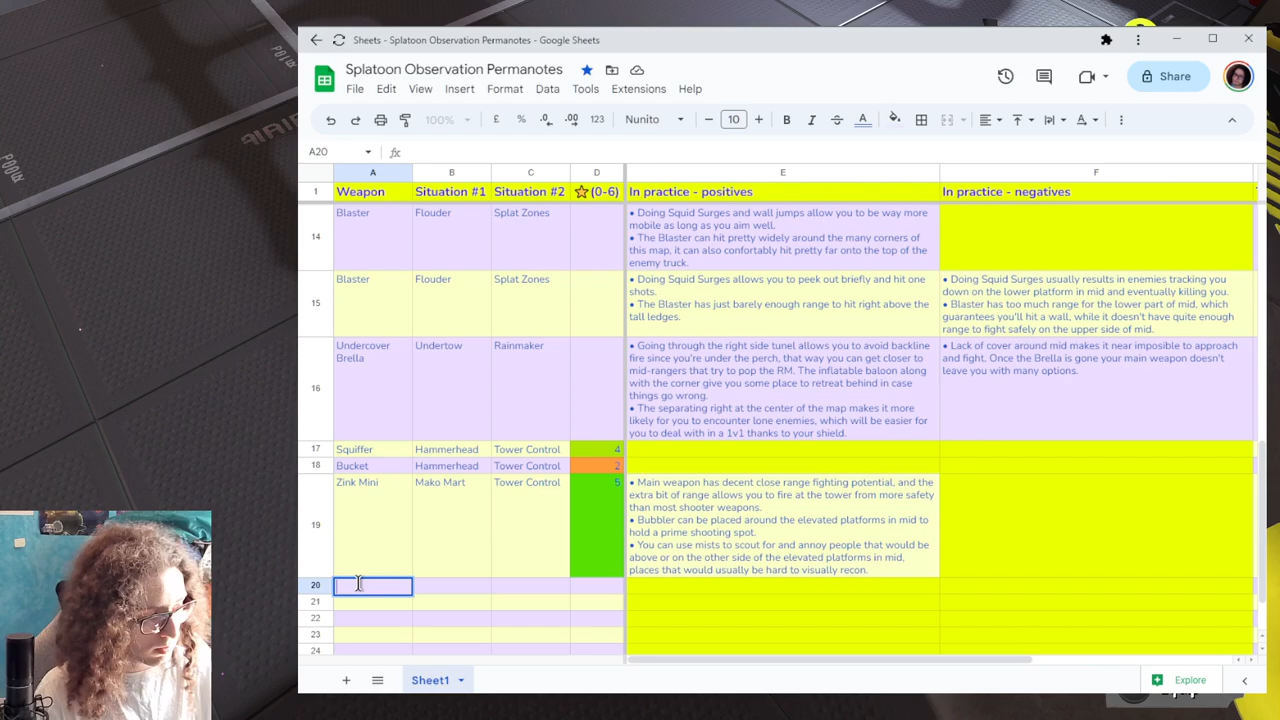 Sheets - Splatoon Observation Permanotes - Google Sheets
Splatoon Observation Permanotes
File Edit View Insert Format Data Tools Extensions Help
Share
100% £ % .0 .00 123 Nunito 10 B I A
A20 fx
A B C D E F
1 Weapon Situation #1 Situation #2 ⭐(0-6) In practice - positives In practice - negatives
14 Blaster Flouder Splat Zones
• Doing Squid Surges and wall jumps allow you to be way more
mobile as long as you aim well.
• The Blaster can hit pretty widely around the many corners of
this map, it can also confortably hit pretty far onto the top of the
enemy truck.
15 Blaster Flouder Splat Zones
• Doing Squid Surges allows you to peek out briefly and hit one
shots.
• The Blaster has just barely enough range to hit right above the
tall ledges.
• Doing Squid Surges usually results in enemies tracking you
down on the lower platform in mid and eventually killing you.
• Blaster has too much range for the lower part of mid, which
guarantees you'll hit a wall, while it doesn't have quite enough
range to fight safely on the upper side of mid.
16 Undercover
Brella Undertow Rainmaker
• Going through the right side tunel allows you to avoid backline
fire since you're under the perch, that way you can get closer to
mid-rangers that try to pop the RM. The inflatable baloon along
with the corner give you some place to retreat behind in case
things go wrong.
• The separating right at the center of the map makes it more
likely for you to encounter lone enemies, which will be easier for
you to deal with in a 1v1 thanks to your shield.
• Lack of cover around mid makes it near imposible to approach
and fight. Once the Brella is gone your main weapon doesn't
leave you with many options.
17 Squiffer Hammerhead Tower Control 4
18 Bucket Hammerhead Tower Control 2
19 Zink Mini Mako Mart Tower Control 5
• Main weapon has decent close range fighting potential, and the
extra bit of range allows you to fire at the tower from more safety
than most shooter weapons.
• Bubbler can be placed around the elevated platforms in mid to
hold a prime shooting spot.
• You can use mists to scout for and annoy people that would be
above or on the other side of the elevated platforms in mid,
places that would usually be hard to visually recon.
20
21
22
23
24
Sheet1
Explore